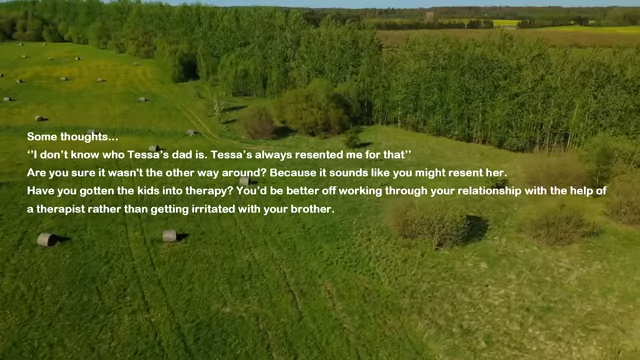 Some thoughts...
‘'I don't know who Tessa's dad is. Tessa's always resented me for that’'
Are you sure it wasn't the other way around? Because it sounds like you might resent her.
Have you gotten the kids into therapy? You'd be better off working through your relationship with the help of
a therapist rather than getting irritated with your brother.